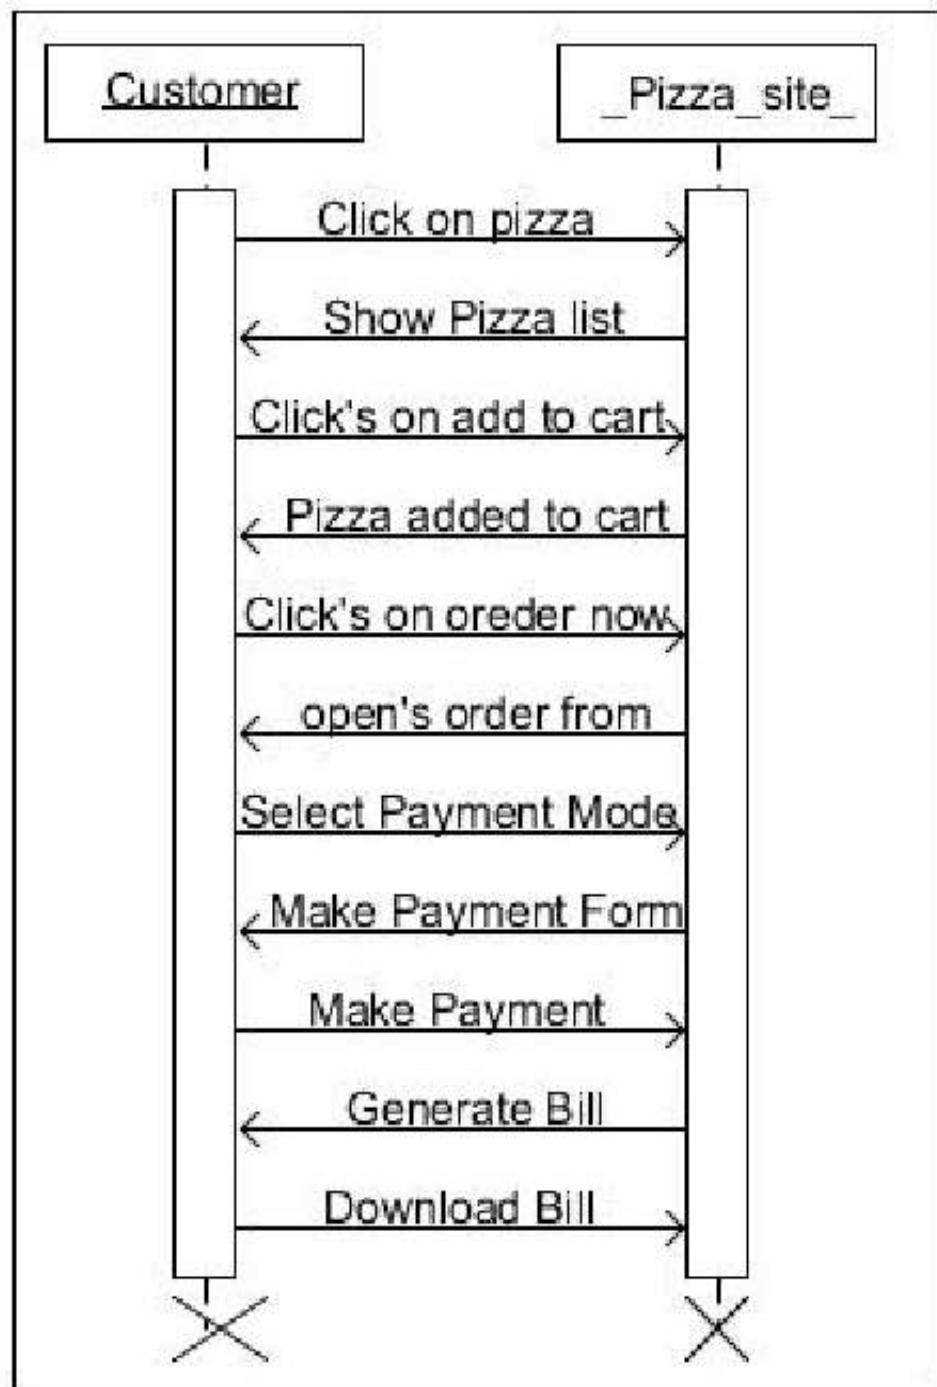 Customer
_Pizza_site_
Click on pizza
Show Pizza list
Click's on add to cart
Pizza added to cart
Click's on oreder now
open's order from
Select Payment Mode
Make Payment Form
Make Payment
Generate Bill
Download Bill